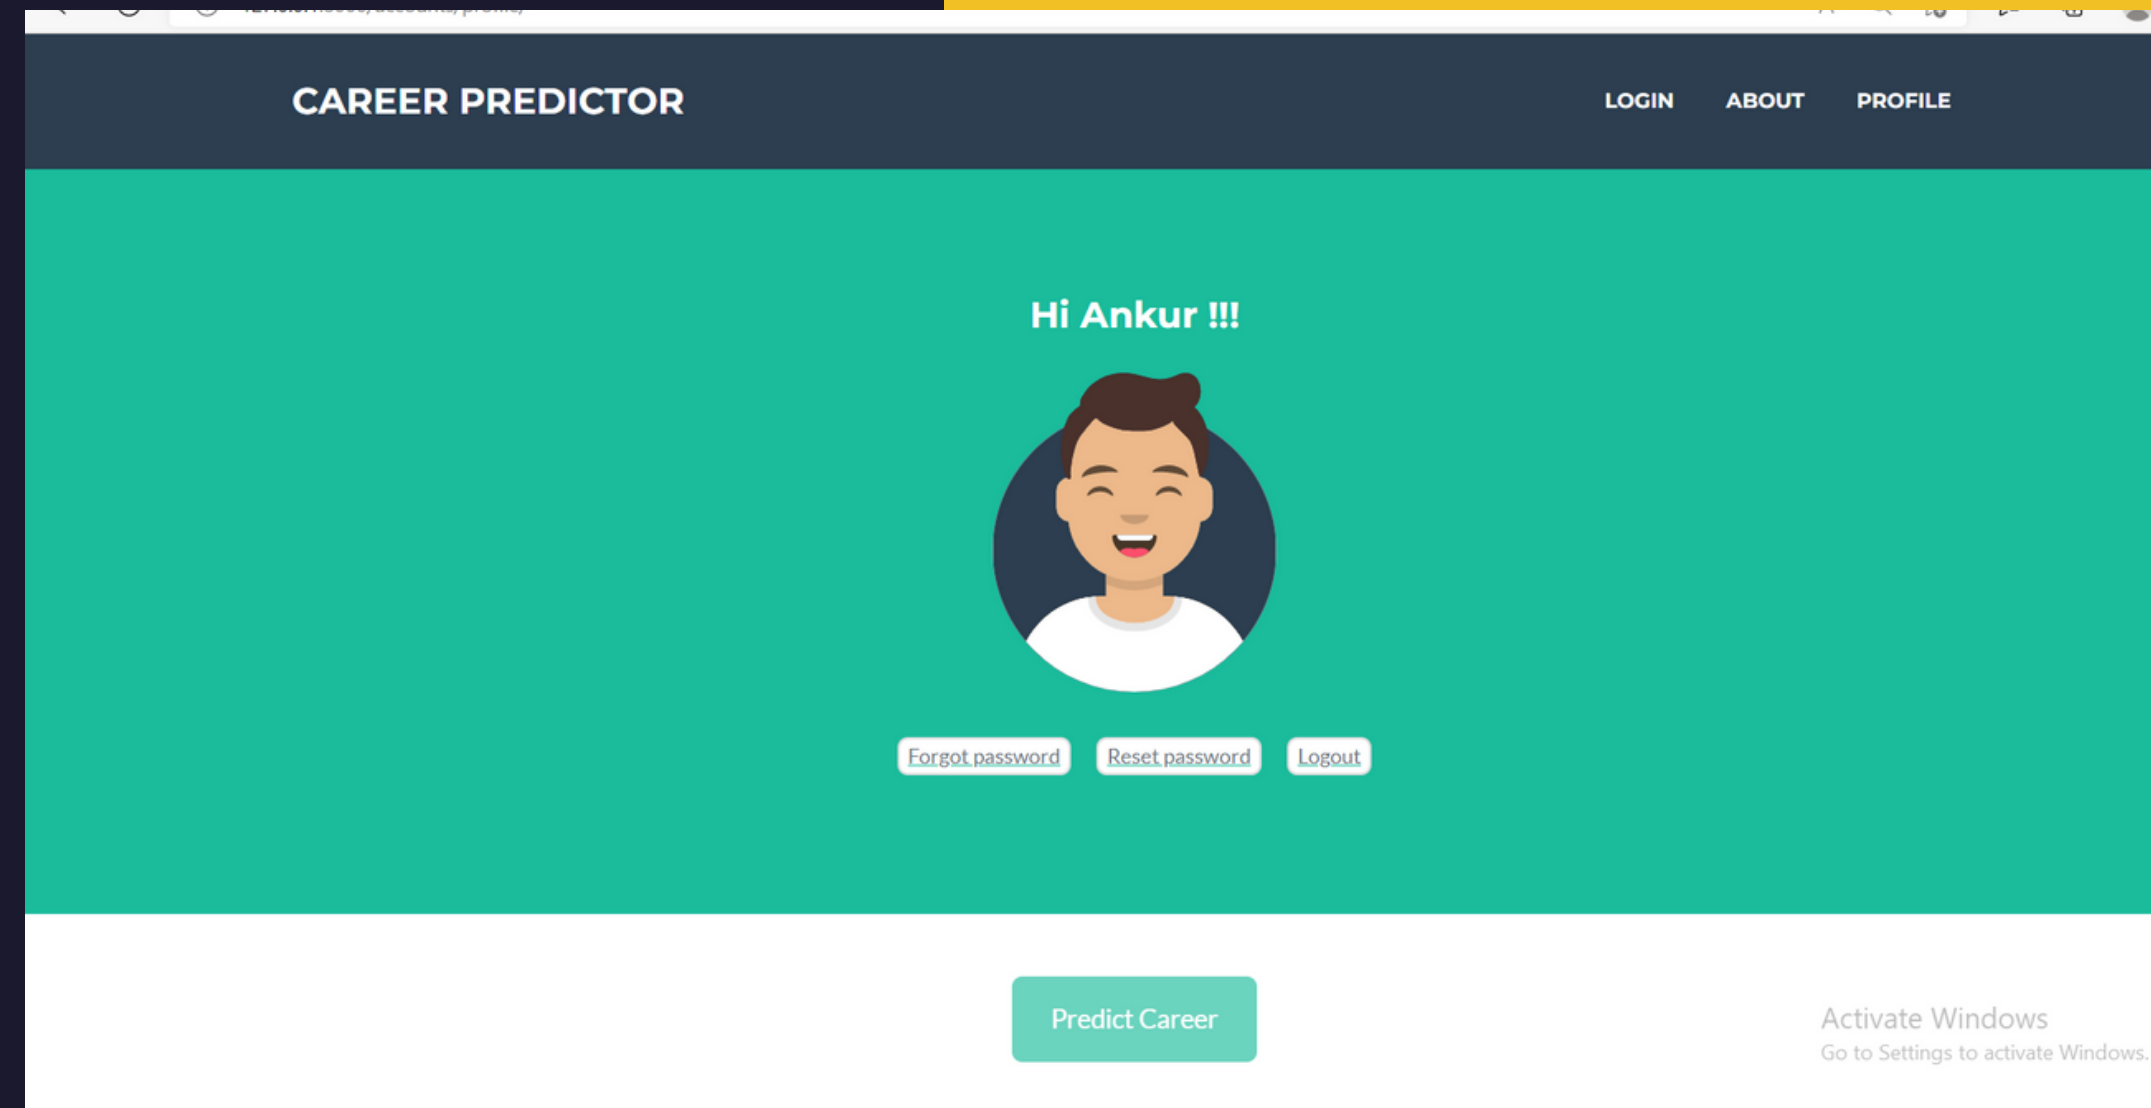 CAREER PREDICTOR
LOGIN ABOUT PROFILE
Hi Ankur !!!
Forgot password Reset password Logout
Predict Career
Activate Windows
Go to Settings to activate Windows.